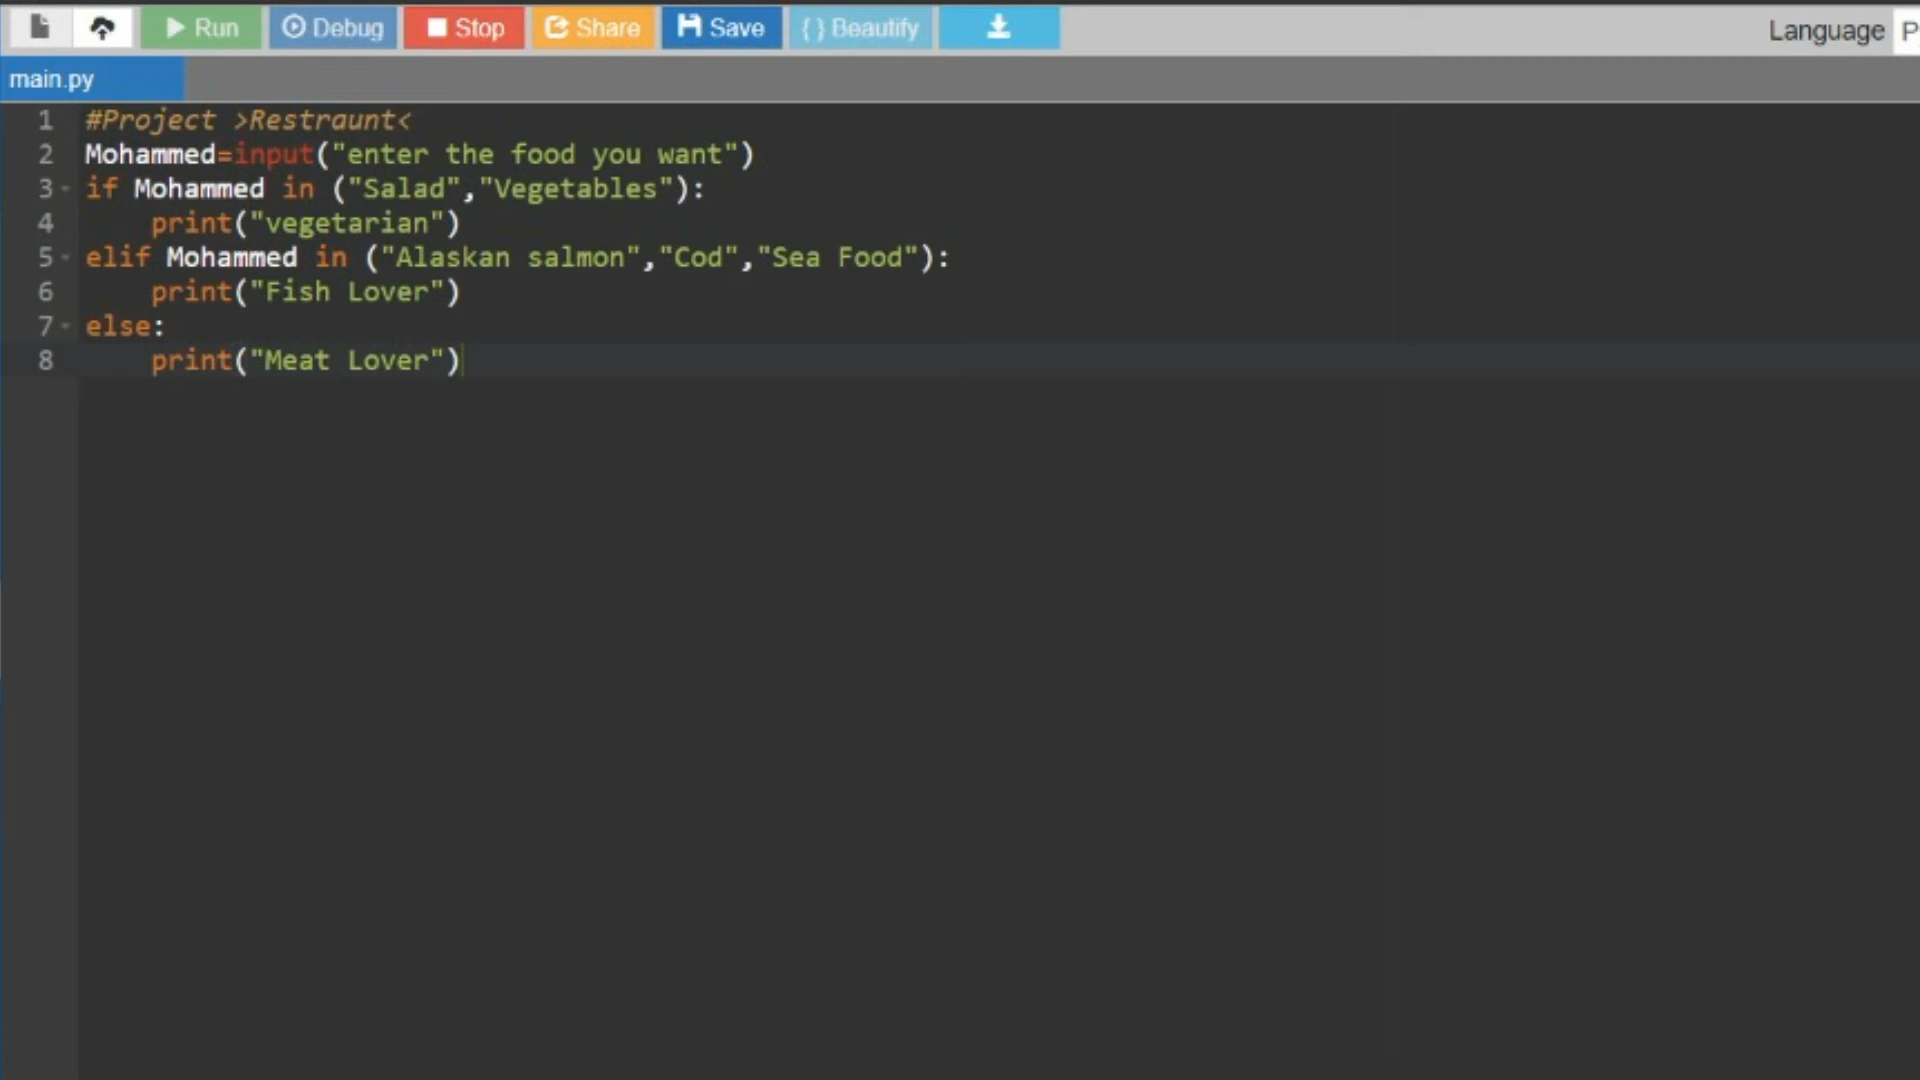 Run Debug Stop Share Save {} Beautify Language P
main.py
1 #Project >Restraunt<
2 Mohammed=input("enter the food you want")
3 if Mohammed in ("Salad","Vegetables"):
4     print("vegetarian")
5 elif Mohammed in ("Alaskan salmon","Cod","Sea Food"):
6     print("Fish Lover")
7 else:
8     print("Meat Lover")